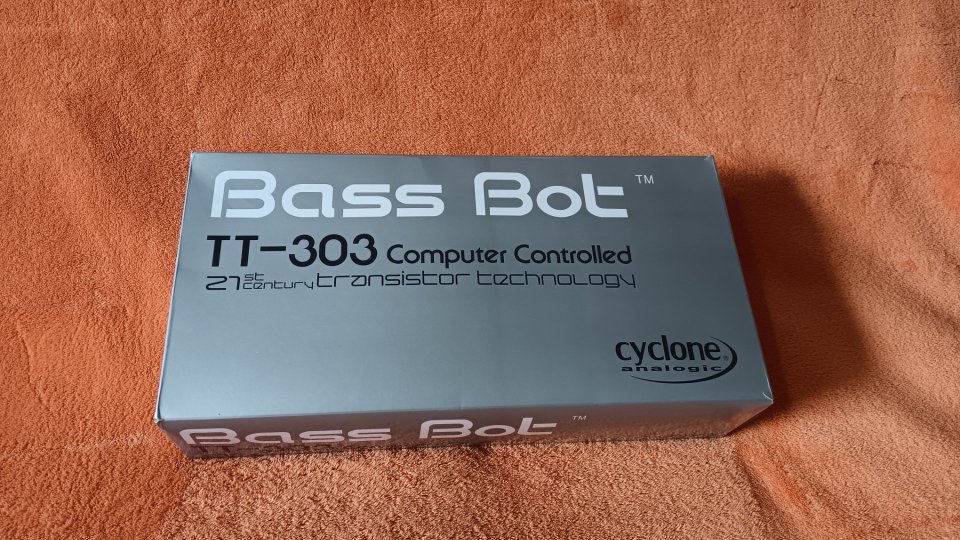 Bass Bot™
TT-303 Computer Controlled
21st century transistor technology
cyclone®
analogic
Bass Bot™